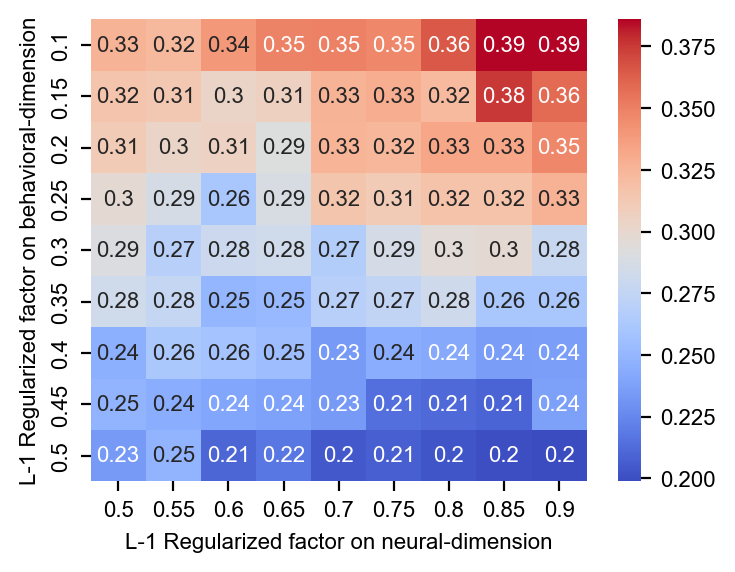 L-1 Regularized factor on behavioral-dimension
0.1 0.33 0.32 0.34 0.35 0.35 0.35 0.36 0.39 0.39
0.15 0.32 0.31 0.3 0.31 0.33 0.33 0.32 0.38 0.36
0.2 0.31 0.3 0.31 0.29 0.33 0.32 0.33 0.33 0.35
0.25 0.3 0.29 0.26 0.29 0.32 0.31 0.32 0.32 0.33
0.3 0.29 0.27 0.28 0.28 0.27 0.29 0.3 0.3 0.28
0.35 0.28 0.28 0.25 0.25 0.27 0.27 0.28 0.26 0.26
0.4 0.24 0.26 0.26 0.25 0.23 0.24 0.24 0.24 0.24
0.45 0.25 0.24 0.24 0.24 0.23 0.21 0.21 0.21 0.24
0.5 0.23 0.25 0.21 0.22 0.2 0.21 0.2 0.2 0.2
0.5 0.55 0.6 0.65 0.7 0.75 0.8 0.85 0.9
L-1 Regularized factor on neural-dimension
0.375
0.350
0.325
0.300
0.275
0.250
0.225
0.200